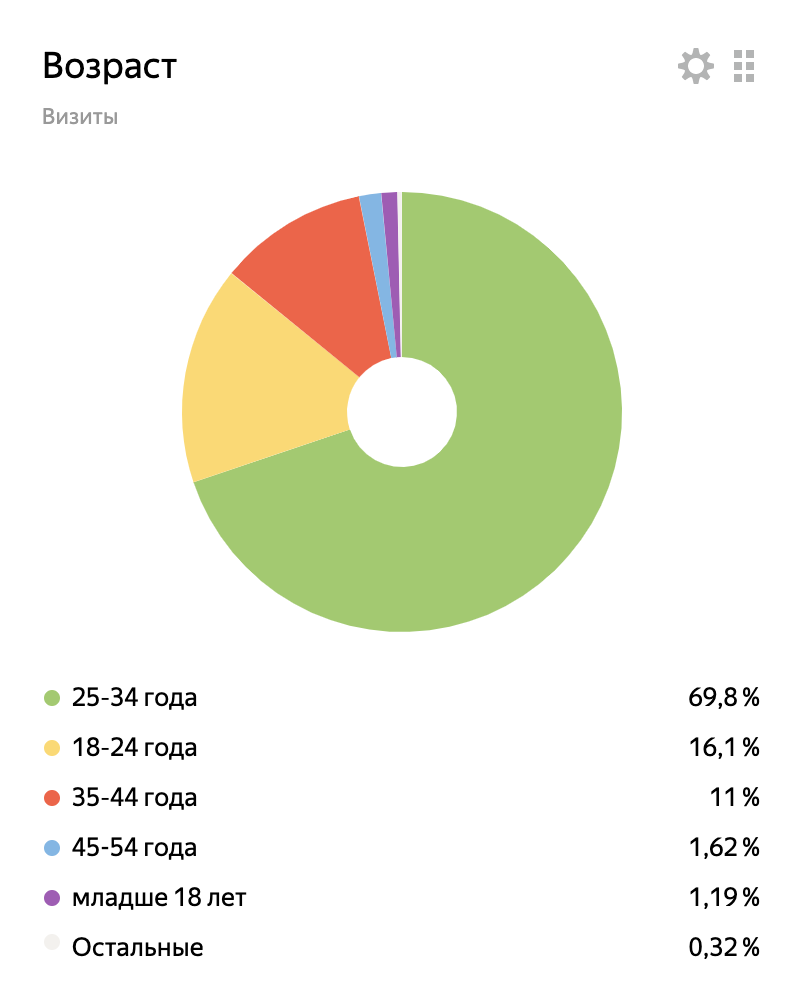 Возраст
Визиты
25-34 года 69,8 %
18-24 года 16,1 %
35-44 года 11 %
45-54 года 1,62 %
младше 18 лет 1,19 %
Остальные 0,32 %